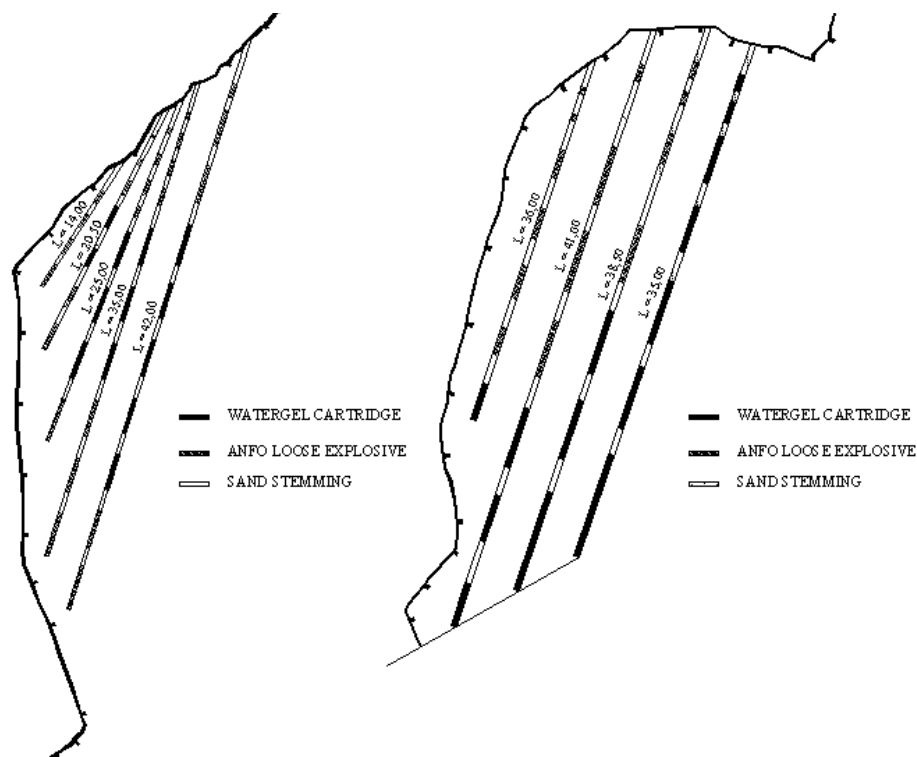 L = 14,00
L = 20,50
L = 25,00
L = 35,00
L = 42,00
WATERGEL CARTRIDGE
ANFO LOOSE EXPLOSIVE
SAND STEMMING
L = 36,00
L = 41,00
L = 38,50
L = 35,00
WATERGEL CARTRIDGE
ANFO LOOSE EXPLOSIVE
SAND STEMMING